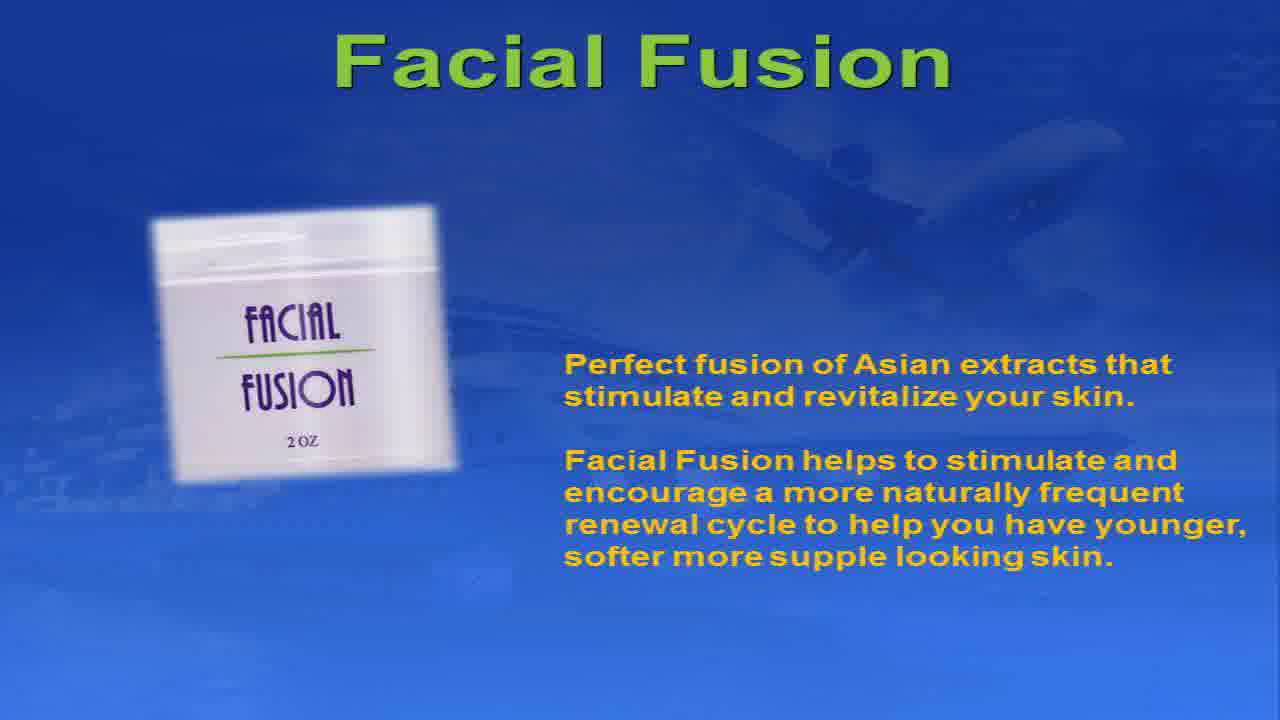 Facial Fusion
FACIAL
FUSION
2 OZ
Perfect fusion of Asian extracts that
stimulate and revitalize your skin.
Facial Fusion helps to stimulate and
encourage a more naturally frequent
renewal cycle to help you have younger,
softer more supple looking skin.